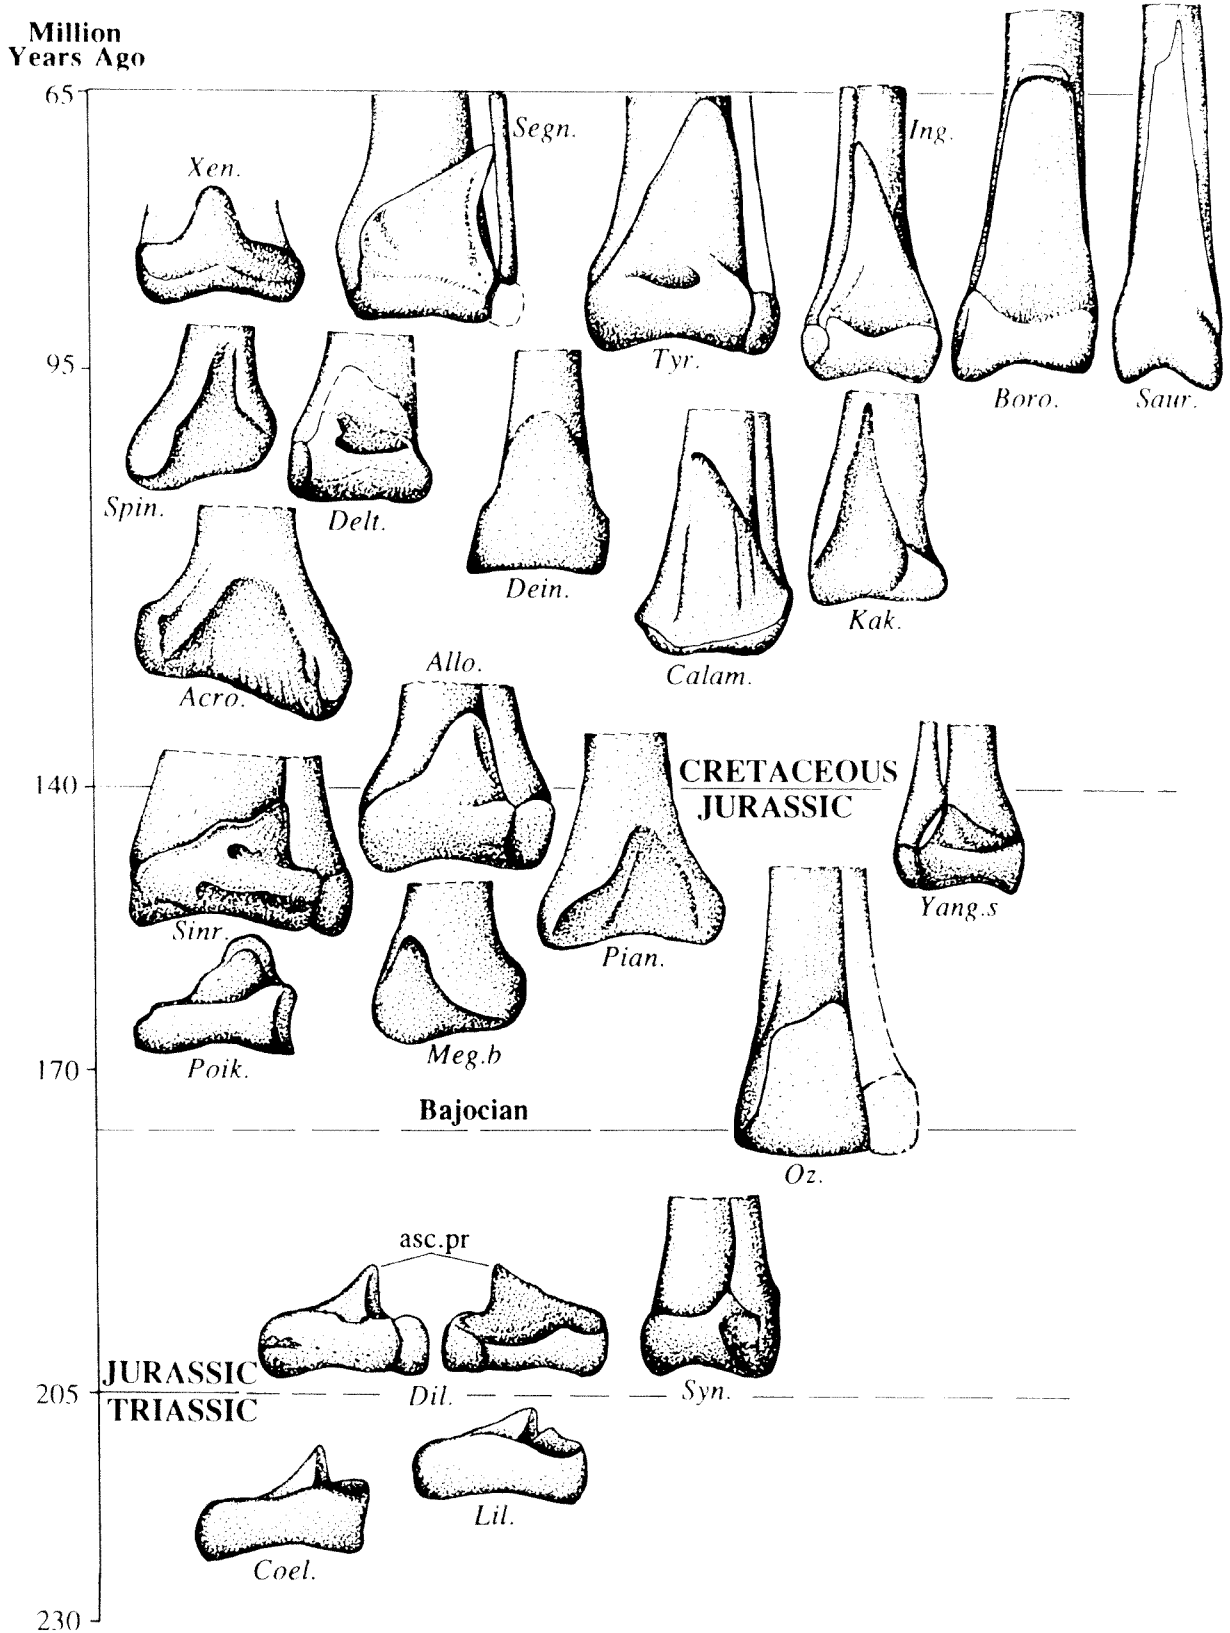 Million
Years Ago
65
Segn.
Ing.
Xen.
Tyr.
95
Boro.
Saur.
Spin.
Delt.
Dein.
Kak.
Allo.
Calam.
Acro.
140
CRETACEOUS
JURASSIC
Yang.s
Sinr.
Pian.
Meg.b
Poik.
170
Bajocian
Oz.
asc.pr
JURASSIC
205
Dil.
Syn.
TRIASSIC
Lil.
Coel.
230